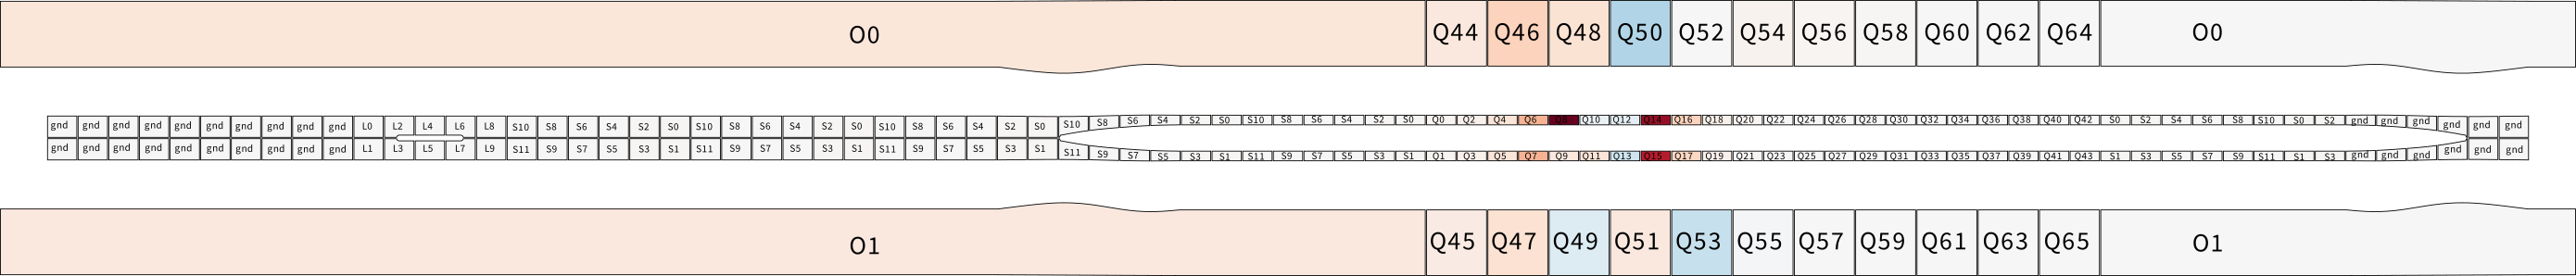 O0 Q44 Q46 Q48 Q50 Q52 Q54 Q56 Q58 Q60 Q62 Q64 O0
gnd gnd gnd gnd gnd gnd gnd gnd gnd gnd L0 L2 L4 L6 L8 S10 S8 S6 S4 S2 S0 S10 S8 S6 S4 S2 S0 S10 S8 S6 S4 S2 S0 S10 S8 S6 S4 S2 S0 S10 S8 S6 S4 S2 S0 Q0 Q2 Q4 Q6 Q8 Q10 Q12 Q14 Q16 Q18 Q20 Q22 Q24 Q26 Q28 Q30 Q32 Q34 Q36 Q38 Q40 Q42 S0 S2 S4 S6 S8 S10 S0 S2 gnd gnd gnd gnd gnd gnd
gnd gnd gnd gnd gnd gnd gnd gnd gnd gnd L1 L3 L5 L7 L9 S11 S9 S7 S5 S3 S1 S11 S9 S7 S5 S3 S1 S11 S9 S7 S5 S3 S1 S11 S9 S7 S5 S3 S1 S11 S9 S7 S5 S3 S1 Q1 Q3 Q5 Q7 Q9 Q11 Q13 Q15 Q17 Q19 Q21 Q23 Q25 Q27 Q29 Q31 Q33 Q35 Q37 Q39 Q41 Q43 S1 S3 S5 S7 S9 S11 S1 S3 gnd gnd gnd gnd gnd gnd
O1 Q45 Q47 Q49 Q51 Q53 Q55 Q57 Q59 Q61 Q63 Q65 O1